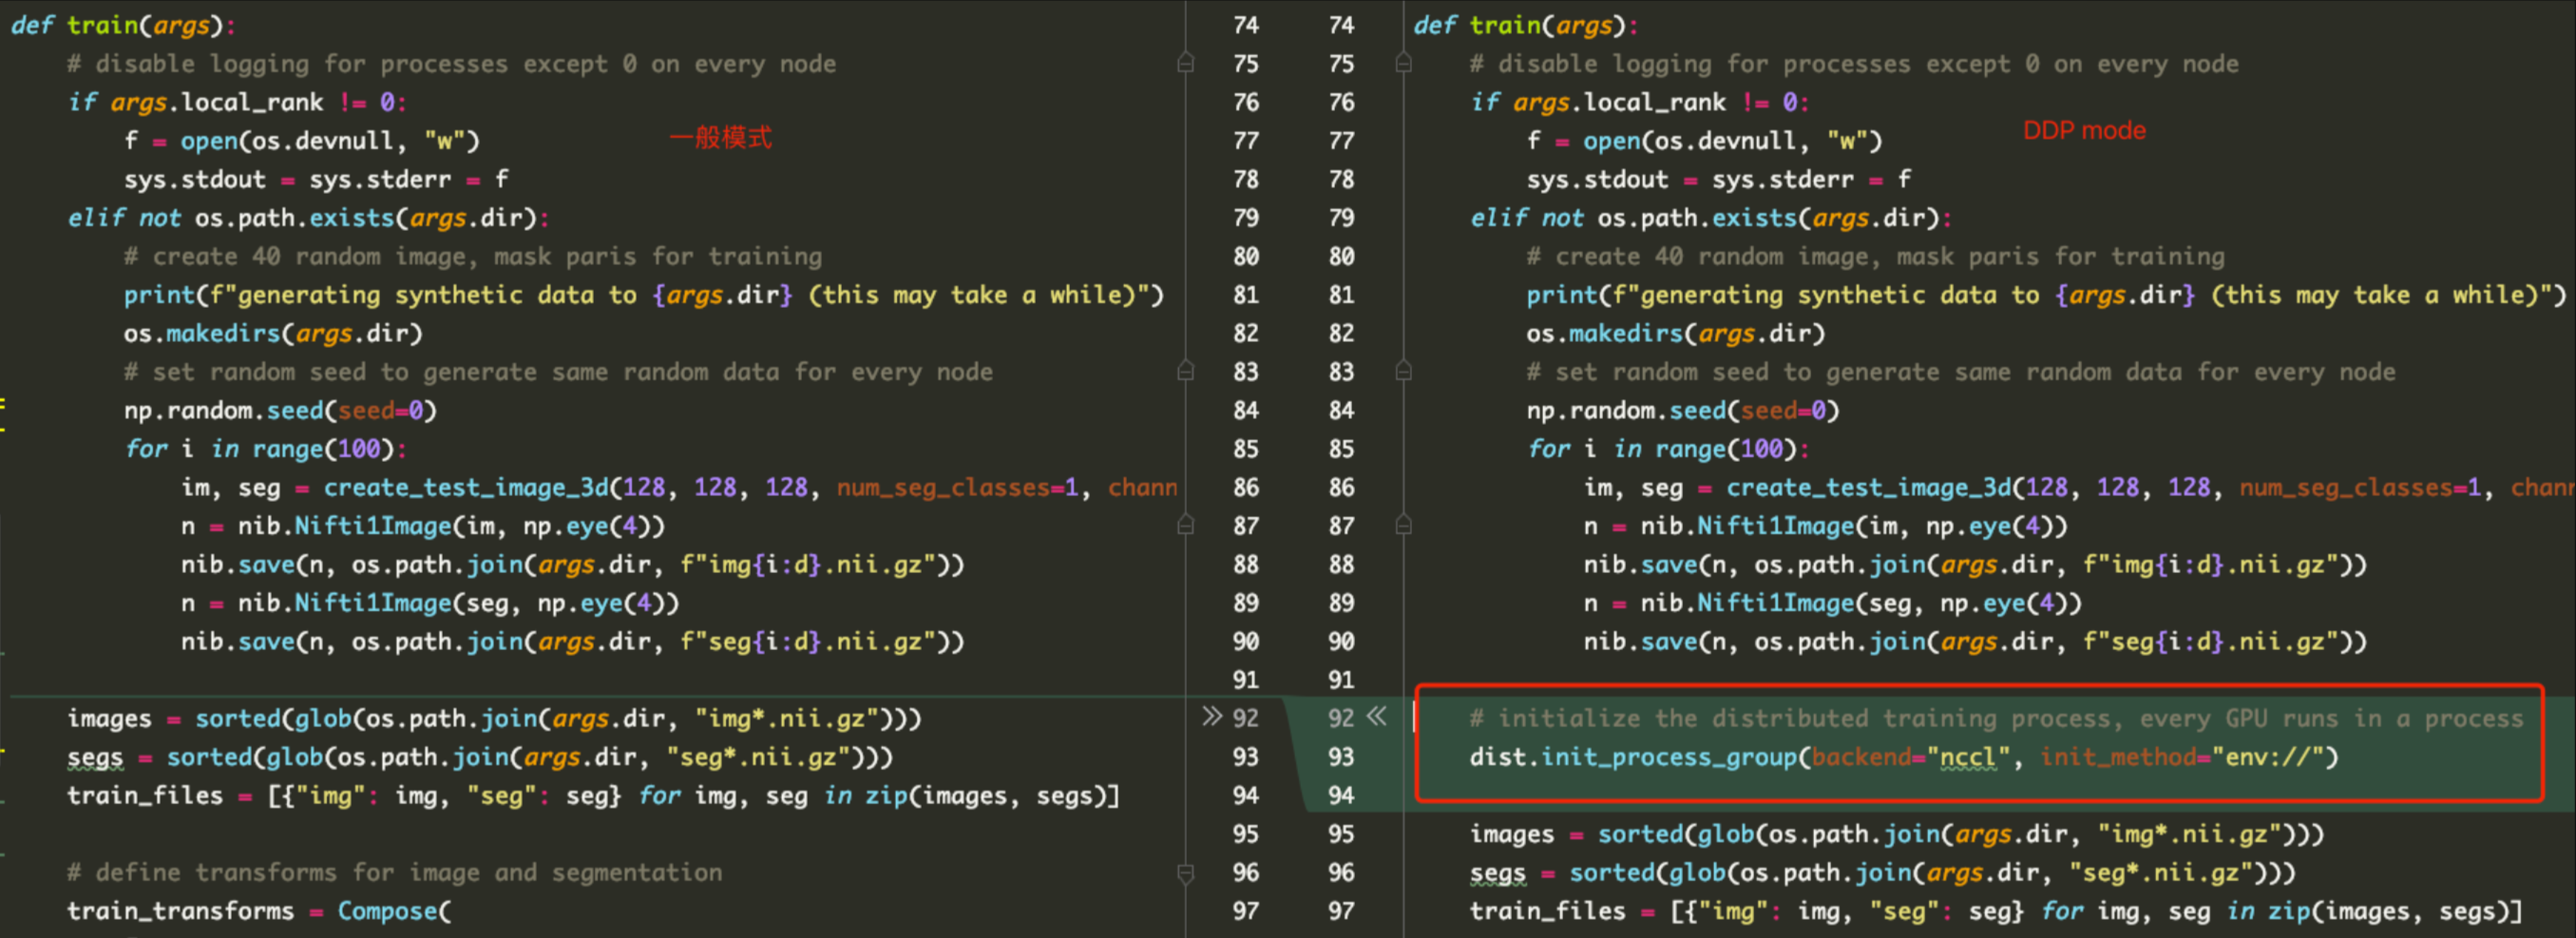 def train(args):
# disable logging for processes except 0 on every node
if args.local_rank != 0:
f = open(os.devnull, "w")
一般模式
sys.stdout = sys.stderr = f
elif not os.path.exists(args.dir):
# create 40 random image, mask paris for training
print(f"generating synthetic data to {args.dir} (this may take a while)")
os.makedirs(args.dir)
# set random seed to generate same random data for every node
np.random.seed(seed=0)
for i in range(100):
im, seg = create_test_image_3d(128, 128, 128, num_seg_classes=1, chann
n = nib.Nifti1Image(im, np.eye(4))
nib.save(n, os.path.join(args.dir, f"img{i:d}.nii.gz"))
n = nib.Nifti1Image(seg, np.eye(4))
nib.save(n, os.path.join(args.dir, f"seg{i:d}.nii.gz"))
images = sorted(glob(os.path.join(args.dir, "img*.nii.gz")))
segs = sorted(glob(os.path.join(args.dir, "seg*.nii.gz")))
train_files = [{"img": img, "seg": seg} for img, seg in zip(images, segs)]
# define transforms for image and segmentation
train_transforms = Compose(
74 74
75 75
76 76
77 77
78 78
79 79
80 80
81 81
82 82
83 83
84 84
85 85
86 86
87 87
88 88
89 89
90 90
91 91
92 92
93 93
94 94
95 95
96 96
97 97
def train(args):
# disable logging for processes except 0 on every node
if args.local_rank != 0:
DDP mode
f = open(os.devnull, "w")
sys.stdout = sys.stderr = f
elif not os.path.exists(args.dir):
# create 40 random image, mask paris for training
print(f"generating synthetic data to {args.dir} (this may take a while)")
os.makedirs(args.dir)
# set random seed to generate same random data for every node
np.random.seed(seed=0)
for i in range(100):
im, seg = create_test_image_3d(128, 128, 128, num_seg_classes=1, chann
n = nib.Nifti1Image(im, np.eye(4))
nib.save(n, os.path.join(args.dir, f"img{i:d}.nii.gz"))
n = nib.Nifti1Image(seg, np.eye(4))
nib.save(n, os.path.join(args.dir, f"seg{i:d}.nii.gz"))
# initialize the distributed training process, every GPU runs in a process
dist.init_process_group(backend="nccl", init_method="env://")
images = sorted(glob(os.path.join(args.dir, "img*.nii.gz")))
segs = sorted(glob(os.path.join(args.dir, "seg*.nii.gz")))
train_files = [{"img": img, "seg": seg} for img, seg in zip(images, segs)]